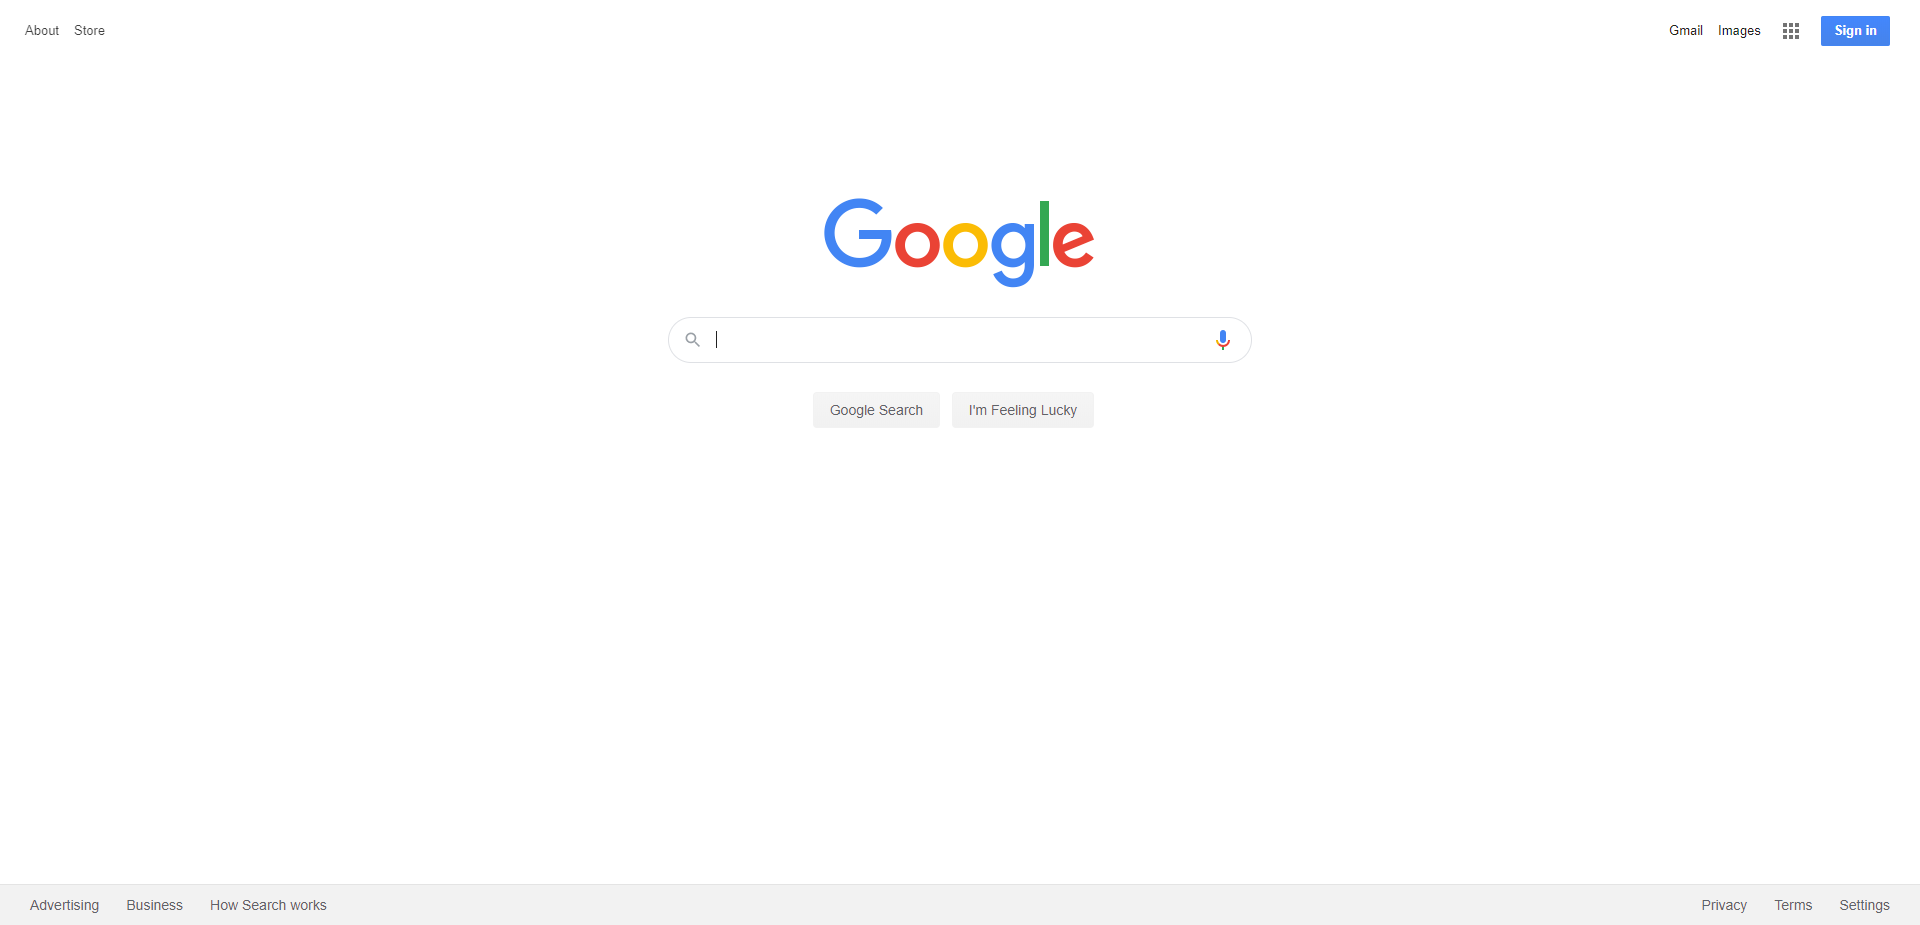 About Store Gmail Images Sign in
Google
Google Search I'm Feeling Lucky
Advertising Business How Search works Privacy Terms Settings